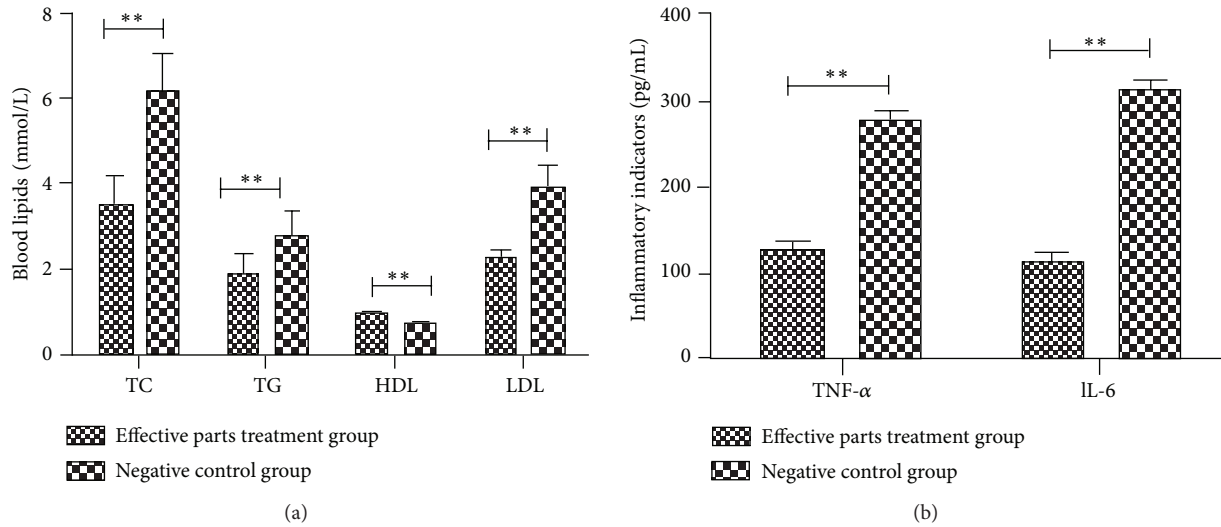 8
6
4
2
0
Blood lipids (mmol/L)
**
**
**
**
TC
TG
HDL
LDL
Effective parts treatment group
Negative control group
(a)
400
300
200
100
0
Inflammatory indicators (pg/mL)
**
**
TNF-α
IL-6
Effective parts treatment group
Negative control group
(b)